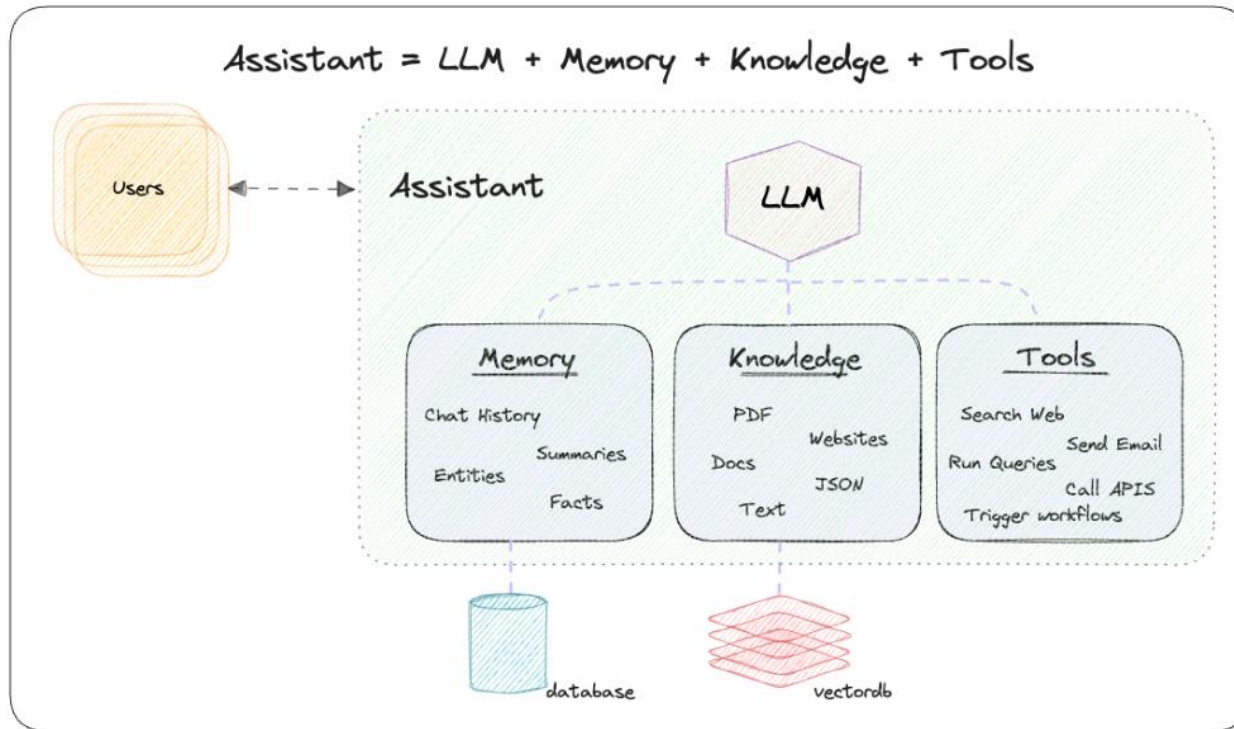 Assistant = LLM + Memory + Knowledge + Tools
Users
Assistant
LLM
Memory
Chat History
Summaries
Entities
Facts
Knowledge
PDF
Websites
Docs
JSON
Text
Tools
Search Web
Send Email
Run Queries
Call APIS
Trigger workflows
database
vectordb